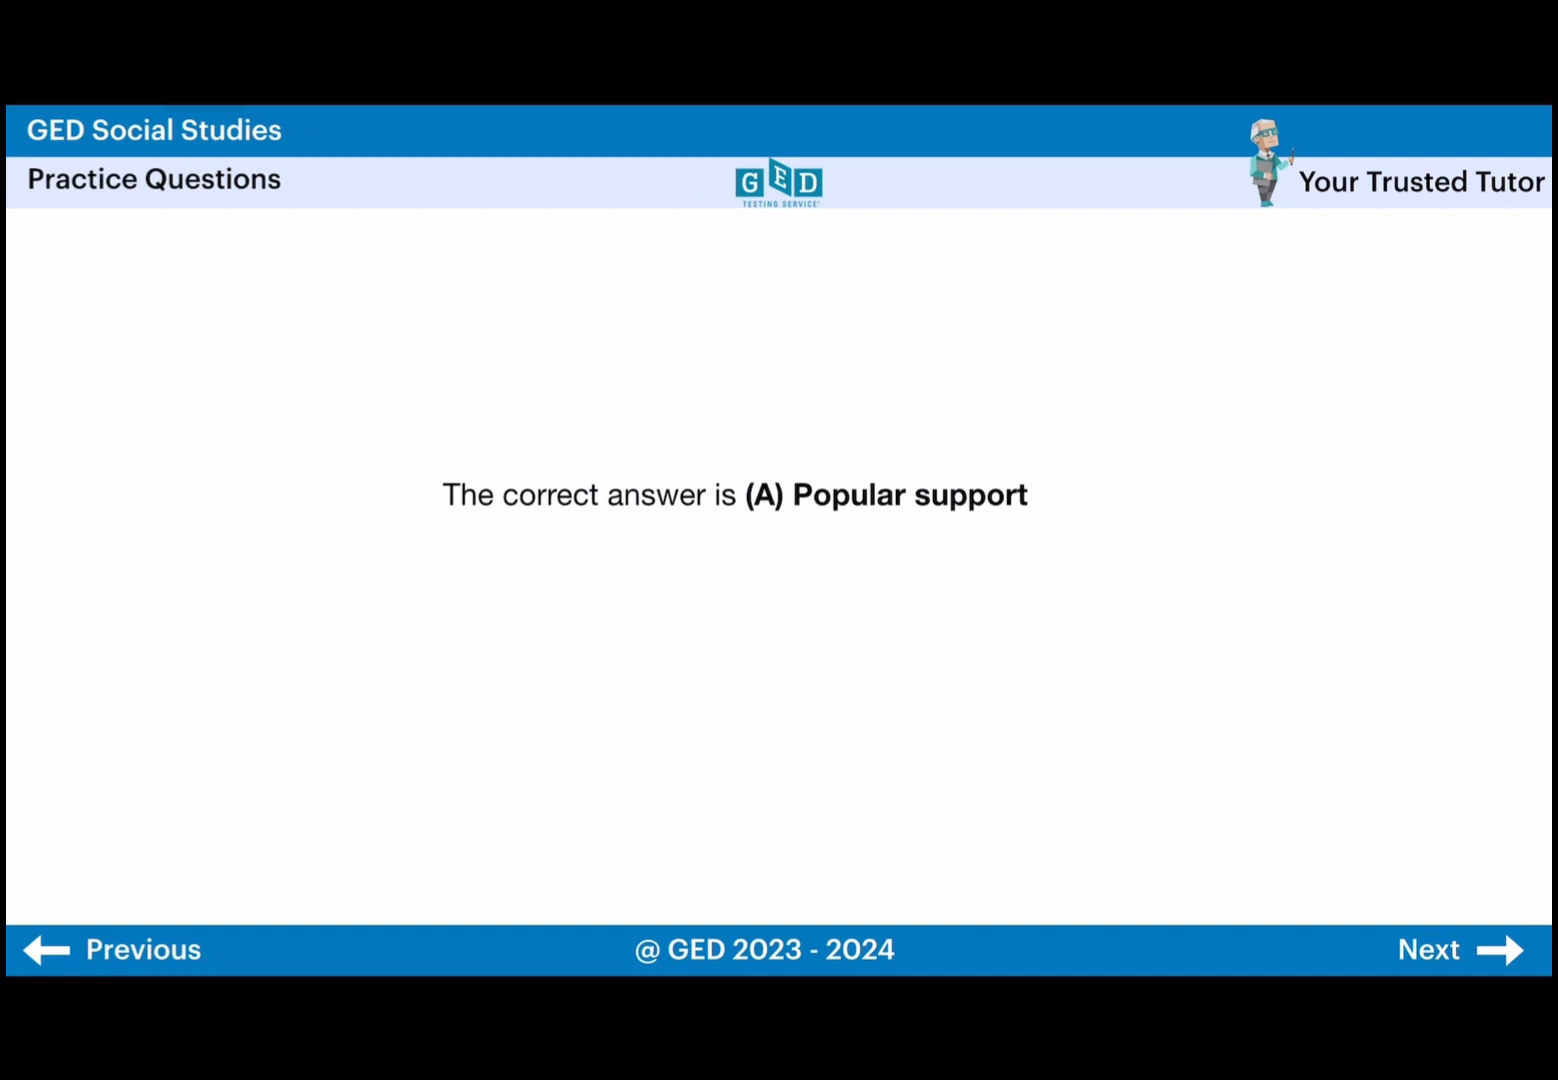 GED Social Studies
Practice Questions
GED
TESTING SERVICE
Your Trusted Tutor
The correct answer is (A) Popular support
Previous
@ GED 2023 - 2024
Next